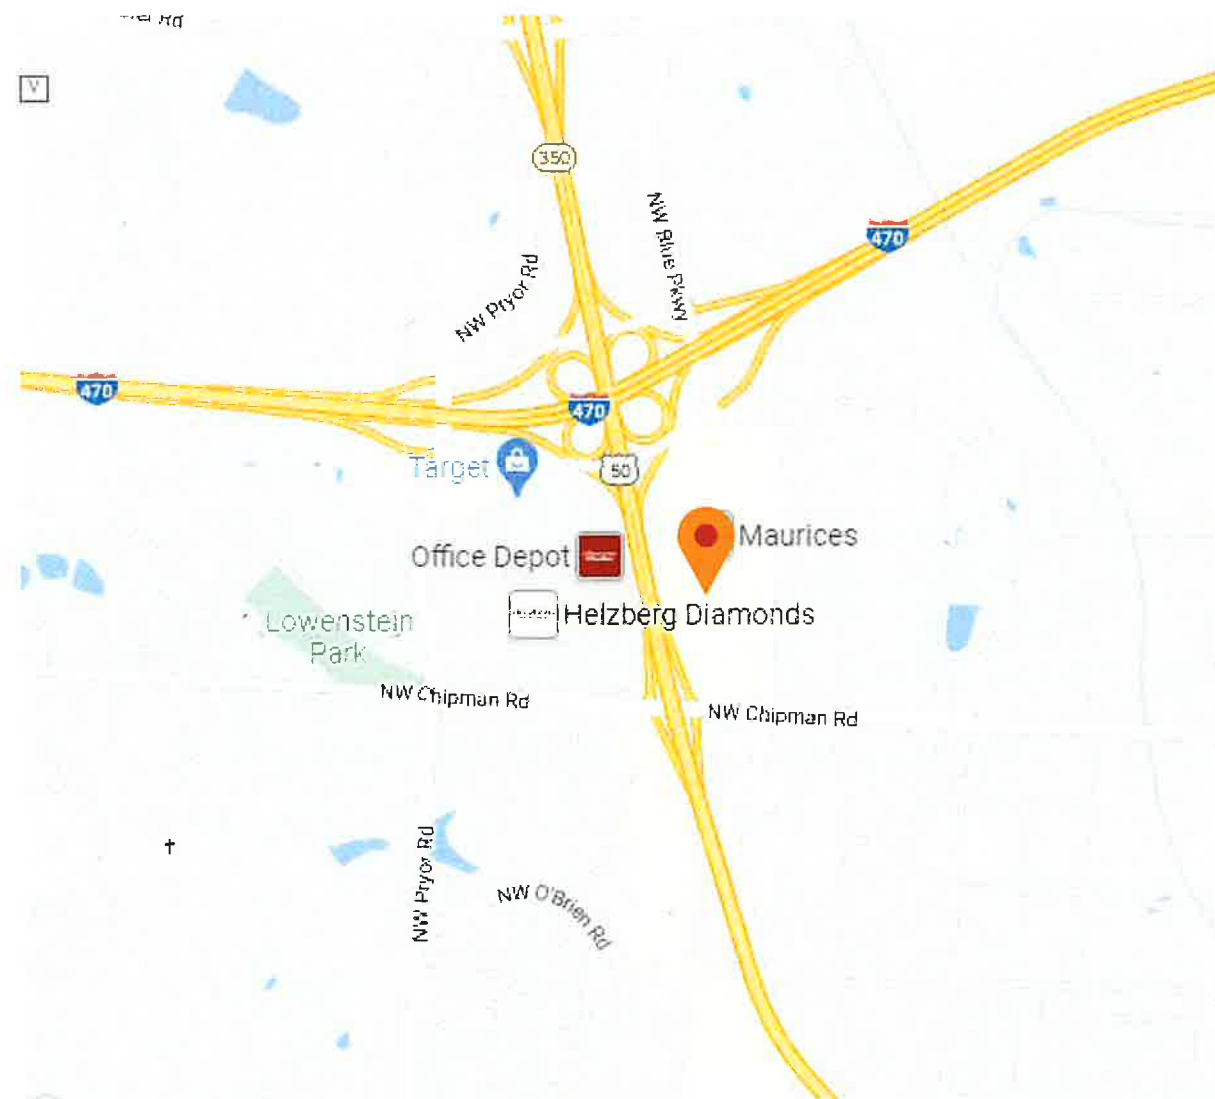 Rd
V
350
NW Blue Pkwy
470
NW Pryor Rd
470
470
Target
50
Maurices
Office Depot
Helzberg Diamonds
Lowenstein
Park
NW Chipman Rd
NW Chipman Rd
NW Pryor Rd
NW O'Brien Rd